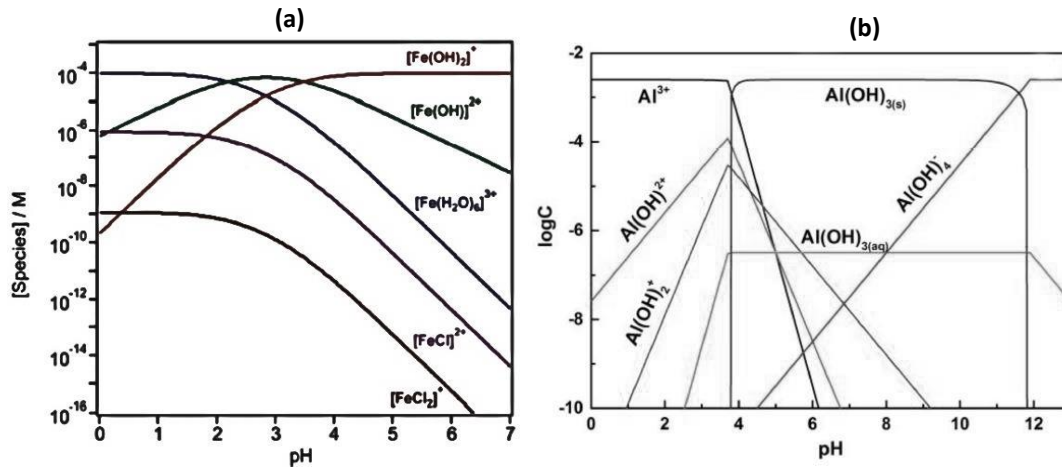 (a)
[Species] / M
10⁻⁴
10⁻⁶
10⁻⁸
10⁻¹⁰
10⁻¹²
10⁻¹⁴
10⁻¹⁶
[Fe(OH)₂]⁺
[Fe(OH)]²⁺
[Fe(H₂O)₆]³⁺
[FeCl]²⁺
[FeCl₂]⁺
0 1 2 3 4 5 6 7
pH
(b)
logC
-2
-4
-6
-8
-10
Al³⁺
Al(OH)₃₍ₛ₎
Al(OH)²⁺
Al(OH)₂⁺
Al(OH)₃₍ₐq₎
Al(OH)₄⁻
0 2 4 6 8 10 12
pH